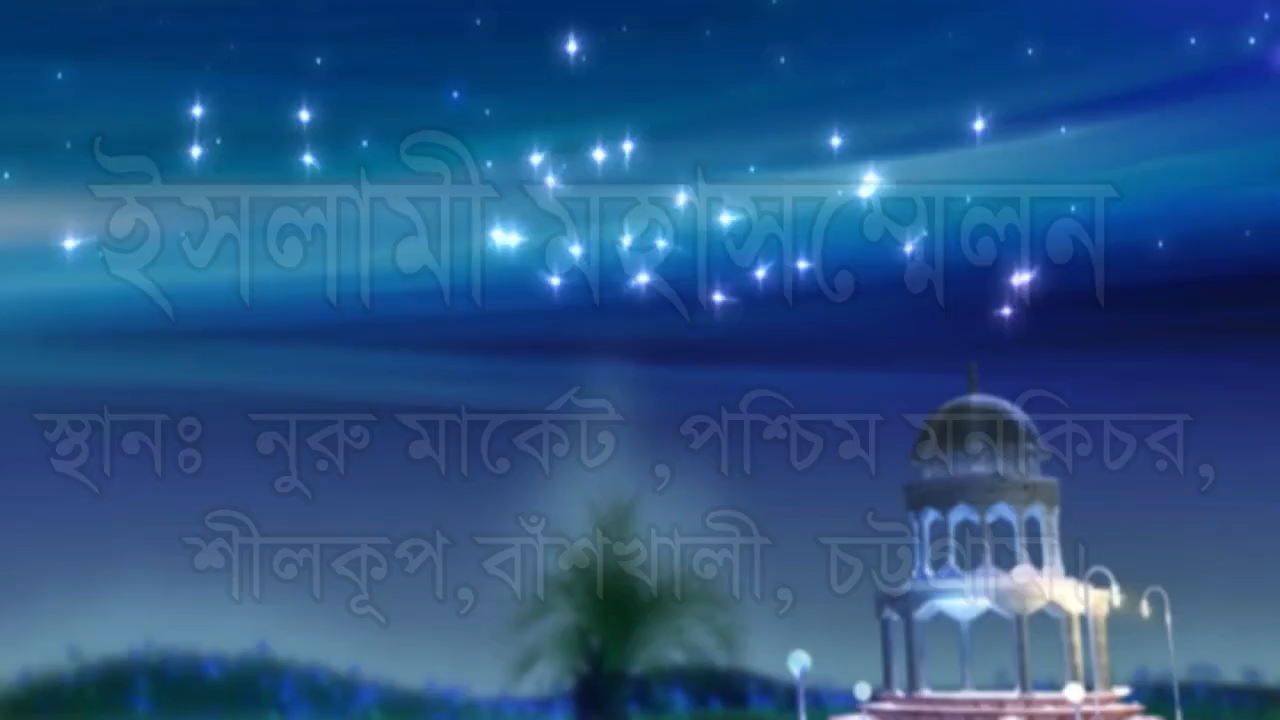 ইসলামী মহাসম্মেলন
স্থানঃ নুরু মার্কেট ,পশ্চিম মনকিচর,
শীলকূপ,বাঁশখালী, চট্টগ্রাম।